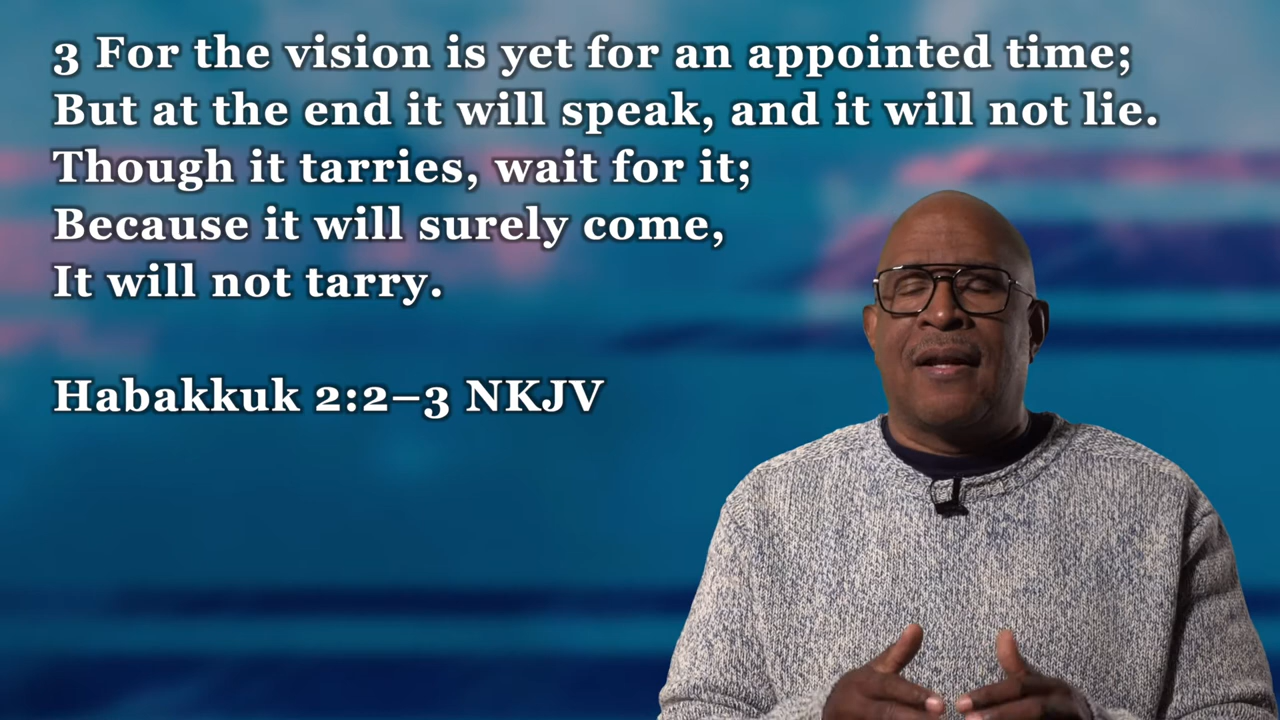 3 For the vision is yet for an appointed time;
But at the end it will speak, and it will not lie.
Though it tarries, wait for it;
Because it will surely come,
It will not tarry.
Habakkuk 2:2–3 NKJV